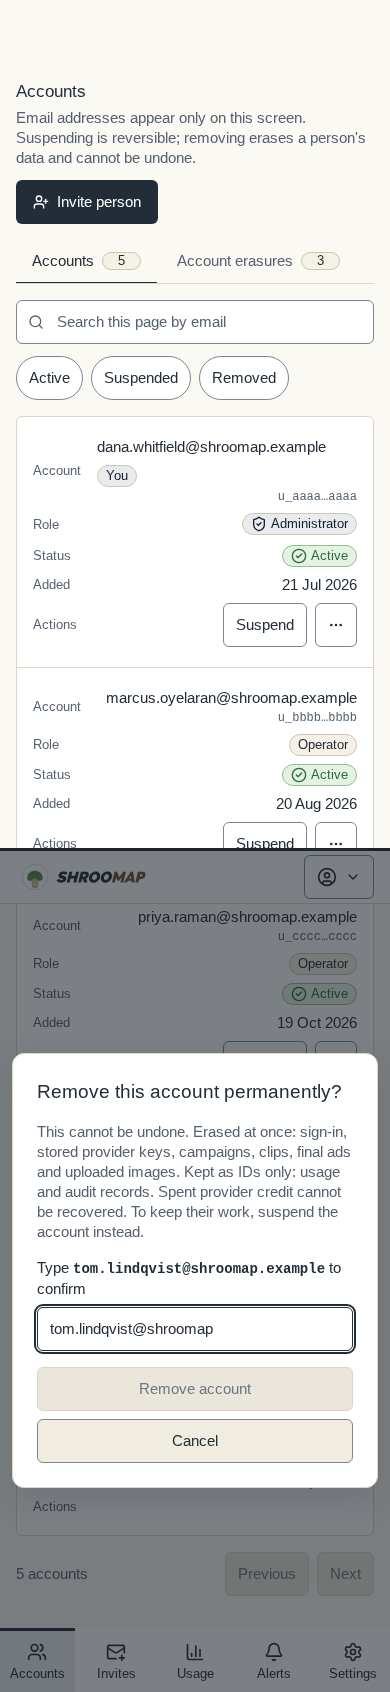 Accounts
Email addresses appear only on this screen.
Suspending is reversible; removing erases a person's
data and cannot be undone.
Invite person
Accounts 5 Account erasures 3
Search this page by email
Active Suspended Removed
dana.whitfield@shroomap.example
Account You
u_aaaa…aaaa
Role Administrator
Status Active
Added 21 Jul 2026
Actions Suspend
marcus.oyelaran@shroomap.example
Account
u_bbbb…bbbb
Role Operator
Status Active
Added 20 Aug 2026
Actions Suspend
SHROOMAP
priya.raman@shroomap.example
Account
u_cccc…cccc
Role Operator
Status Active
Added 19 Oct 2026
Remove this account permanently?
This cannot be undone. Erased at once: sign-in,
stored provider keys, campaigns, clips, final ads
and uploaded images. Kept as IDs only: usage
and audit records. Spent provider credit cannot
be recovered. To keep their work, suspend the
account instead.
Type tom.lindqvist@shroomap.example to
confirm
tom.lindqvist@shroomap
Remove account
Cancel
Actions
5 accounts Previous Next
Accounts Invites Usage Alerts Settings